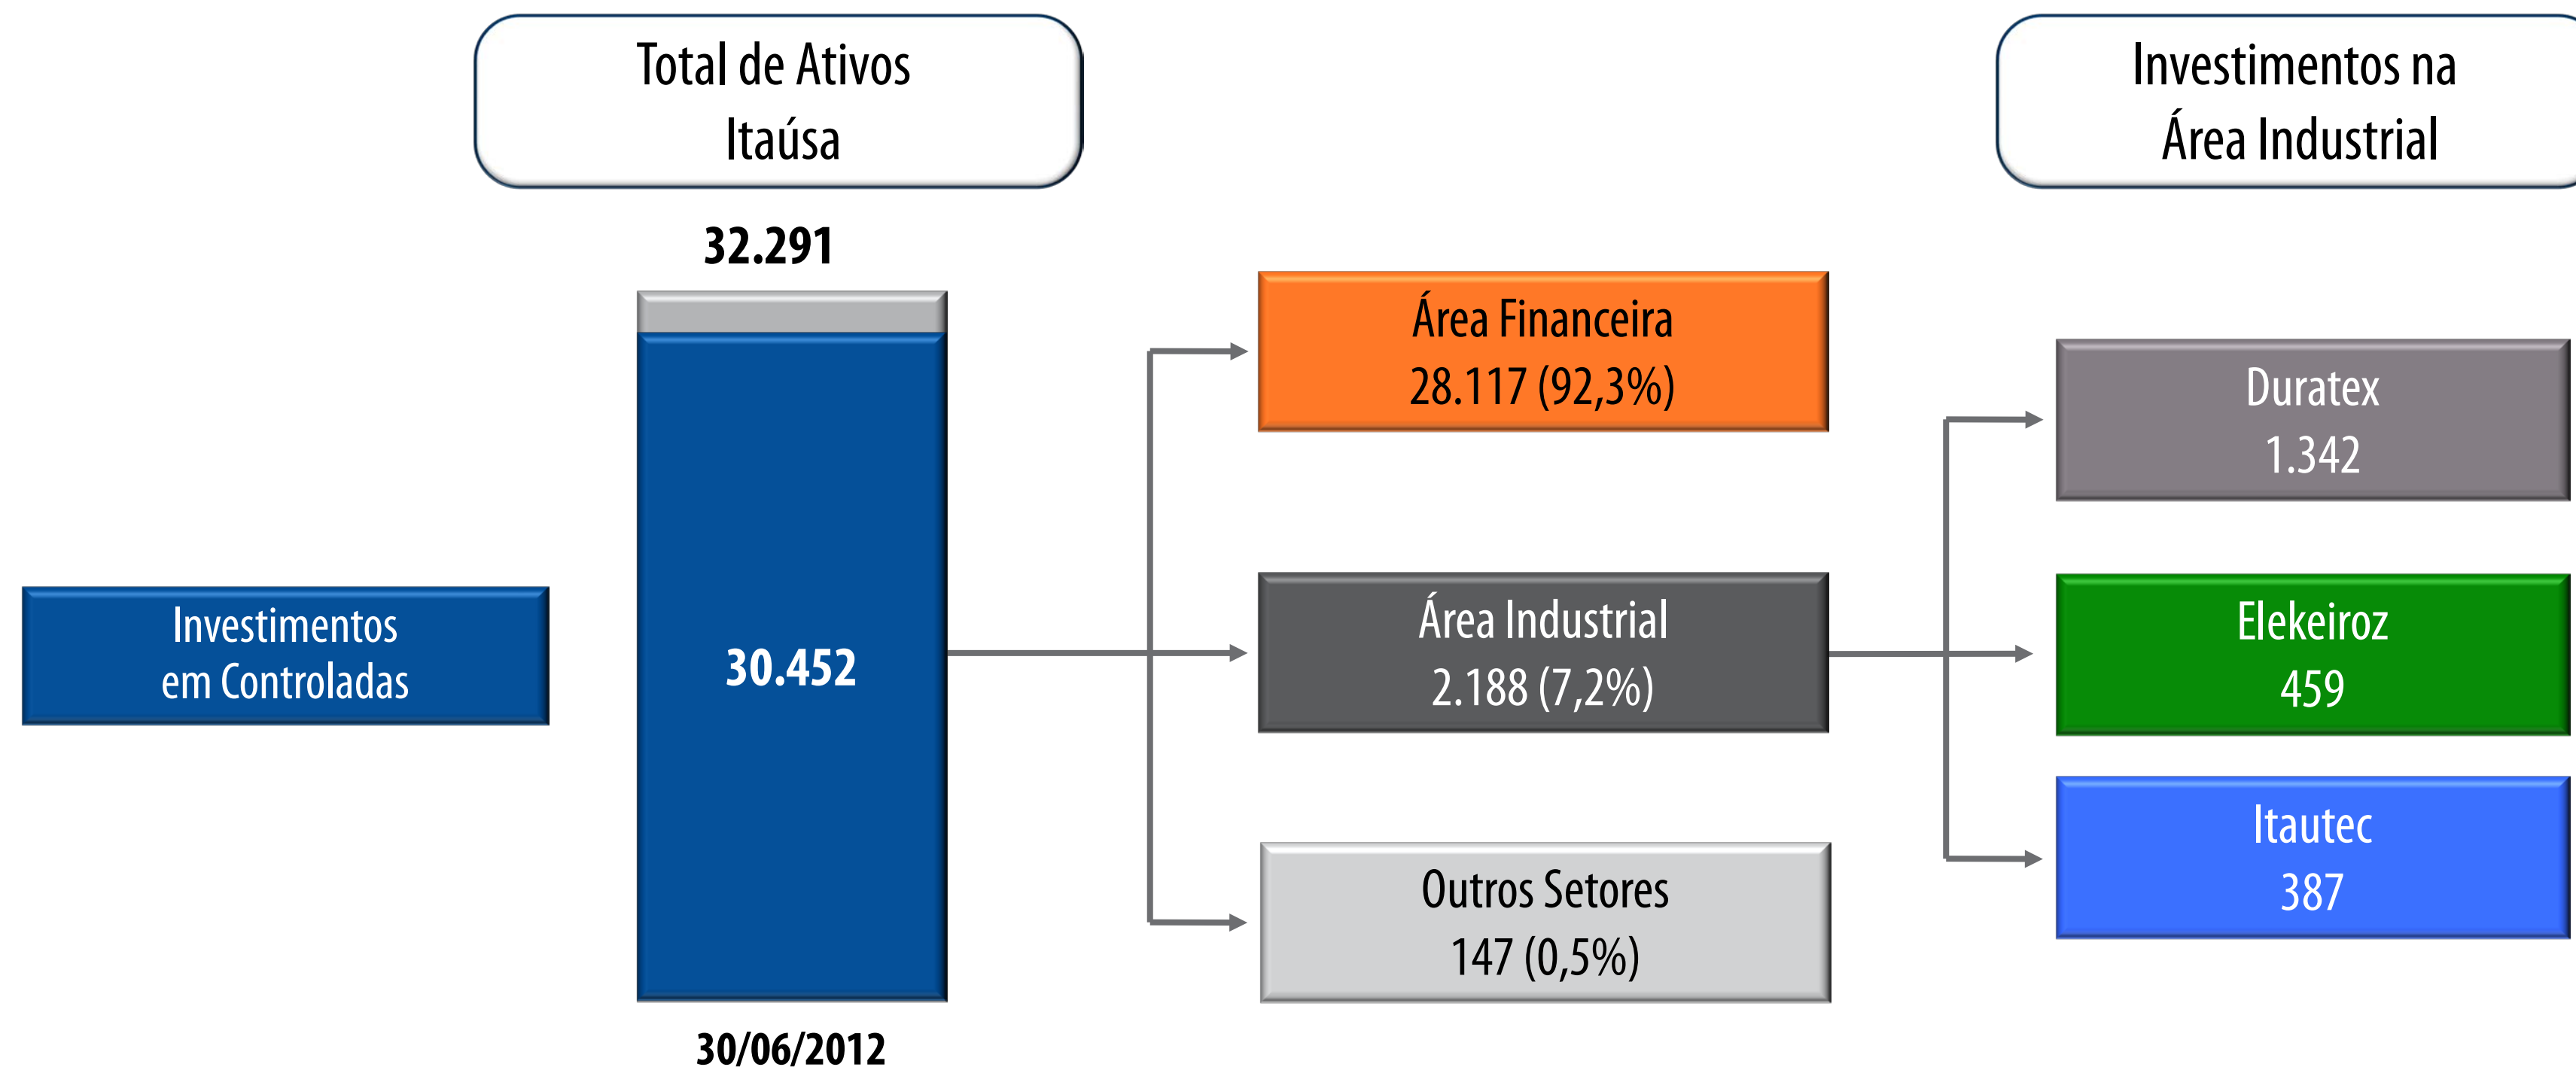 Total de Ativos
Itaúsa
Investimentos na
Área Industrial
32.291
Área Financeira
28.117 (92,3%)
Duratex
1.342
Investimentos
em Controladas
30.452
Área Industrial
2.188 (7,2%)
Elekeiroz
459
Outros Setores
147 (0,5%)
Itautec
387
30/06/2012